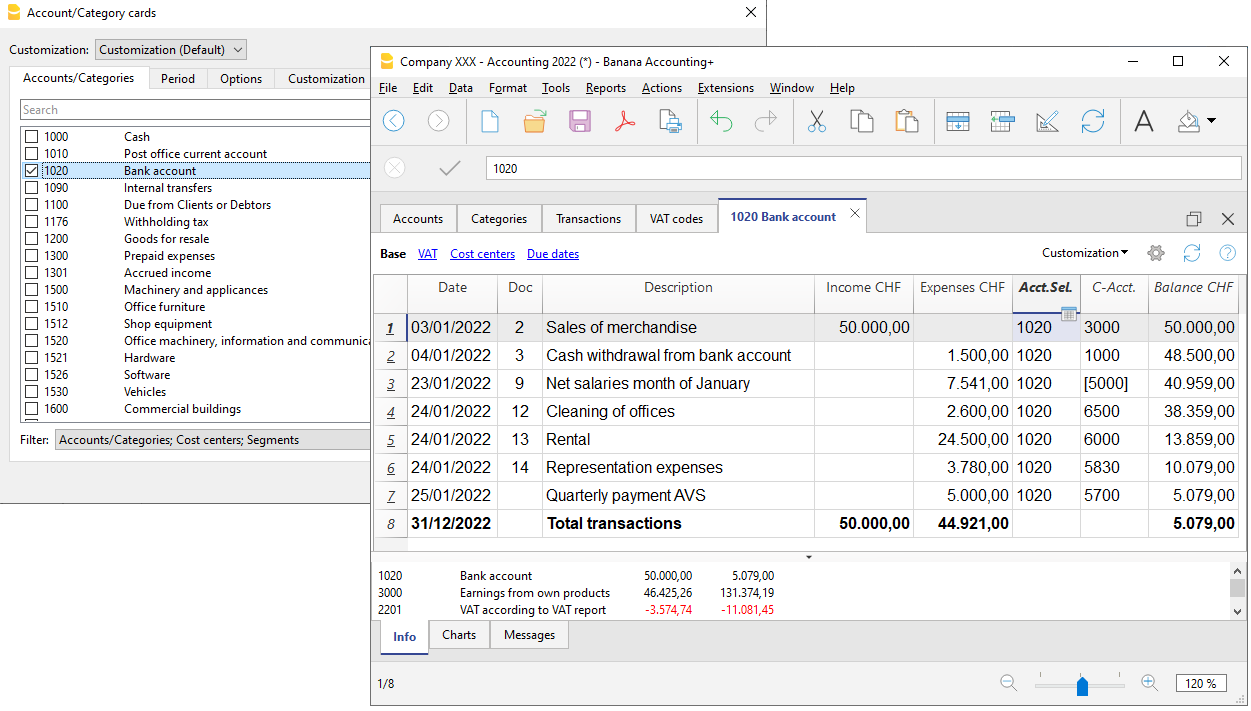 Account/Category cards
Customization: Customization (Default)
Accounts/Categories Period Options Customization
Search
1000 Cash
1010 Post office current account
1020 Bank account
1090 Internal transfers
1100 Due from Clients or Debtors
1176 Withholding tax
1200 Goods for resale
1300 Prepaid expenses
1301 Accrued income
1500 Machinery and applicances
1510 Office furniture
1512 Shop equipment
1520 Office machinery, information and communica
1521 Hardware
1526 Software
1530 Vehicles
1600 Commercial buildings
Filter: Accounts/Categories; Cost centers; Segments
Company XXX - Accounting 2022 (*) - Banana Accounting+
File Edit Data Format Tools Reports Actions Extensions Window Help
1020
Accounts Categories Transactions VAT codes 1020 Bank account
Base VAT Cost centers Due dates Customization
Date Doc Description Income CHF Expenses CHF Acct.Sel. C-Acct. Balance CHF
1 03/01/2022 2 Sales of merchandise 50.000,00 1020 3000 50.000,00
2 04/01/2022 3 Cash withdrawal from bank account 1.500,00 1020 1000 48.500,00
3 23/01/2022 9 Net salaries month of January 7.541,00 1020 [5000] 40.959,00
4 24/01/2022 12 Cleaning of offices 2.600,00 1020 6500 38.359,00
5 24/01/2022 13 Rental 24.500,00 1020 6000 13.859,00
6 24/01/2022 14 Representation expenses 3.780,00 1020 5830 10.079,00
7 25/01/2022 Quarterly payment AVS 5.000,00 1020 5700 5.079,00
8 31/12/2022 Total transactions 50.000,00 44.921,00 5.079,00
1020 Bank account 50.000,00 5.079,00
3000 Earnings from own products 46.425,26 131.374,19
2201 VAT according to VAT report -3.574,74 -11.081,45
Info Charts Messages
1/8 120 %